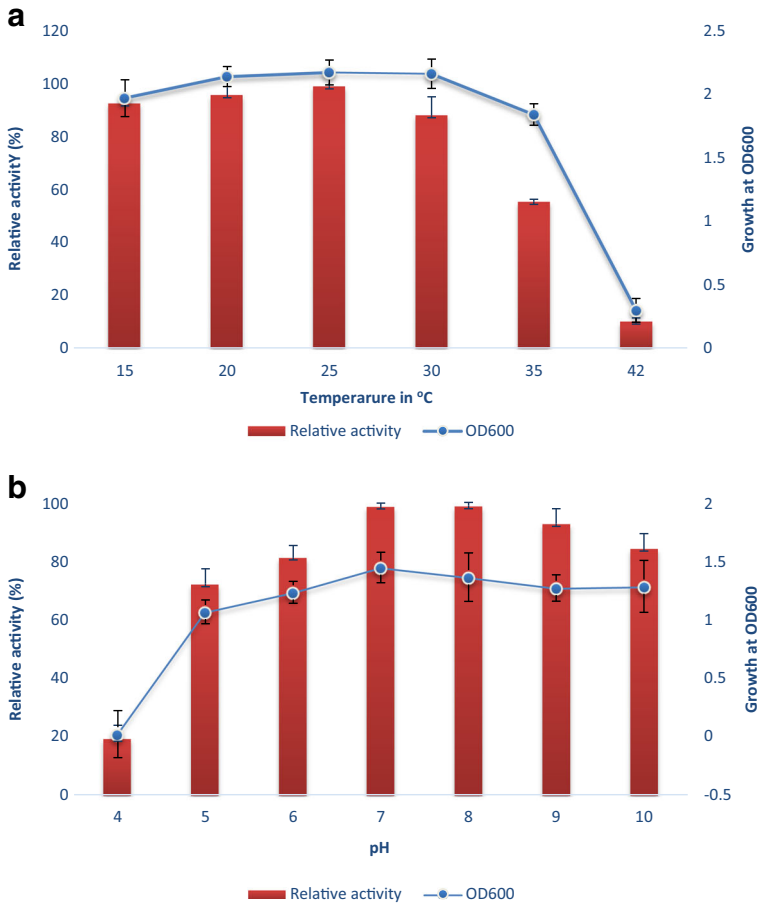 a
120
100
80
60
40
20
0
Relative activitY (%)
2.5
2
1.5
1
0.5
0
Growth at OD600
15 20 25 30 35 42
Temperarure in °C
Relative activity OD600
b
100
80
60
40
20
0
Relative activity (%)
2
1.5
1
0.5
0
-0.5
Growth at OD600
4 5 6 7 8 9 10
pH
Relative activity OD600